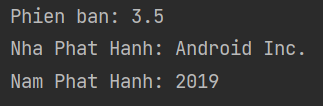 Phien ban: 3.5
Nha Phat Hanh: Android Inc.
Nam Phat Hanh: 2019